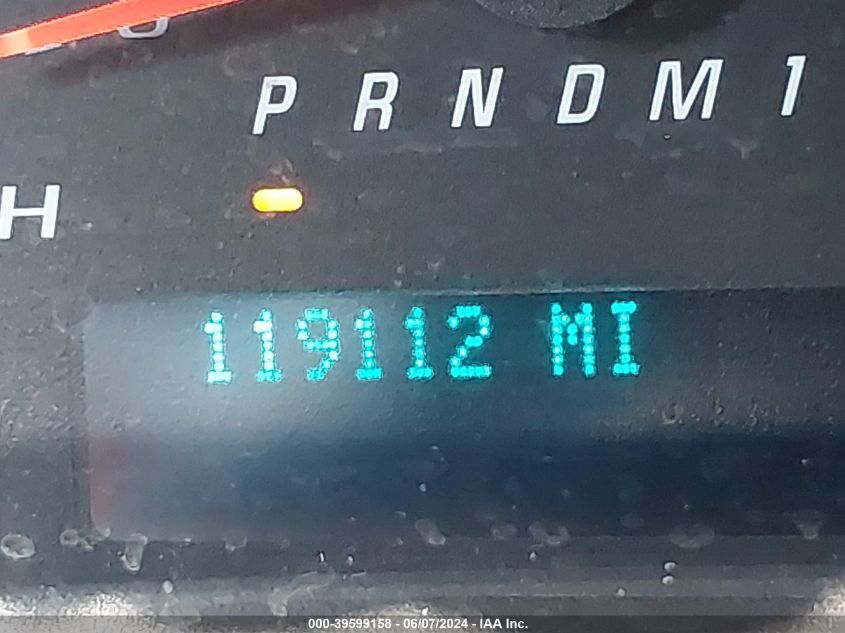 P R N D M 1
H
119112 MI
000-39599158 - 06/07/2024 - IAA Inc.